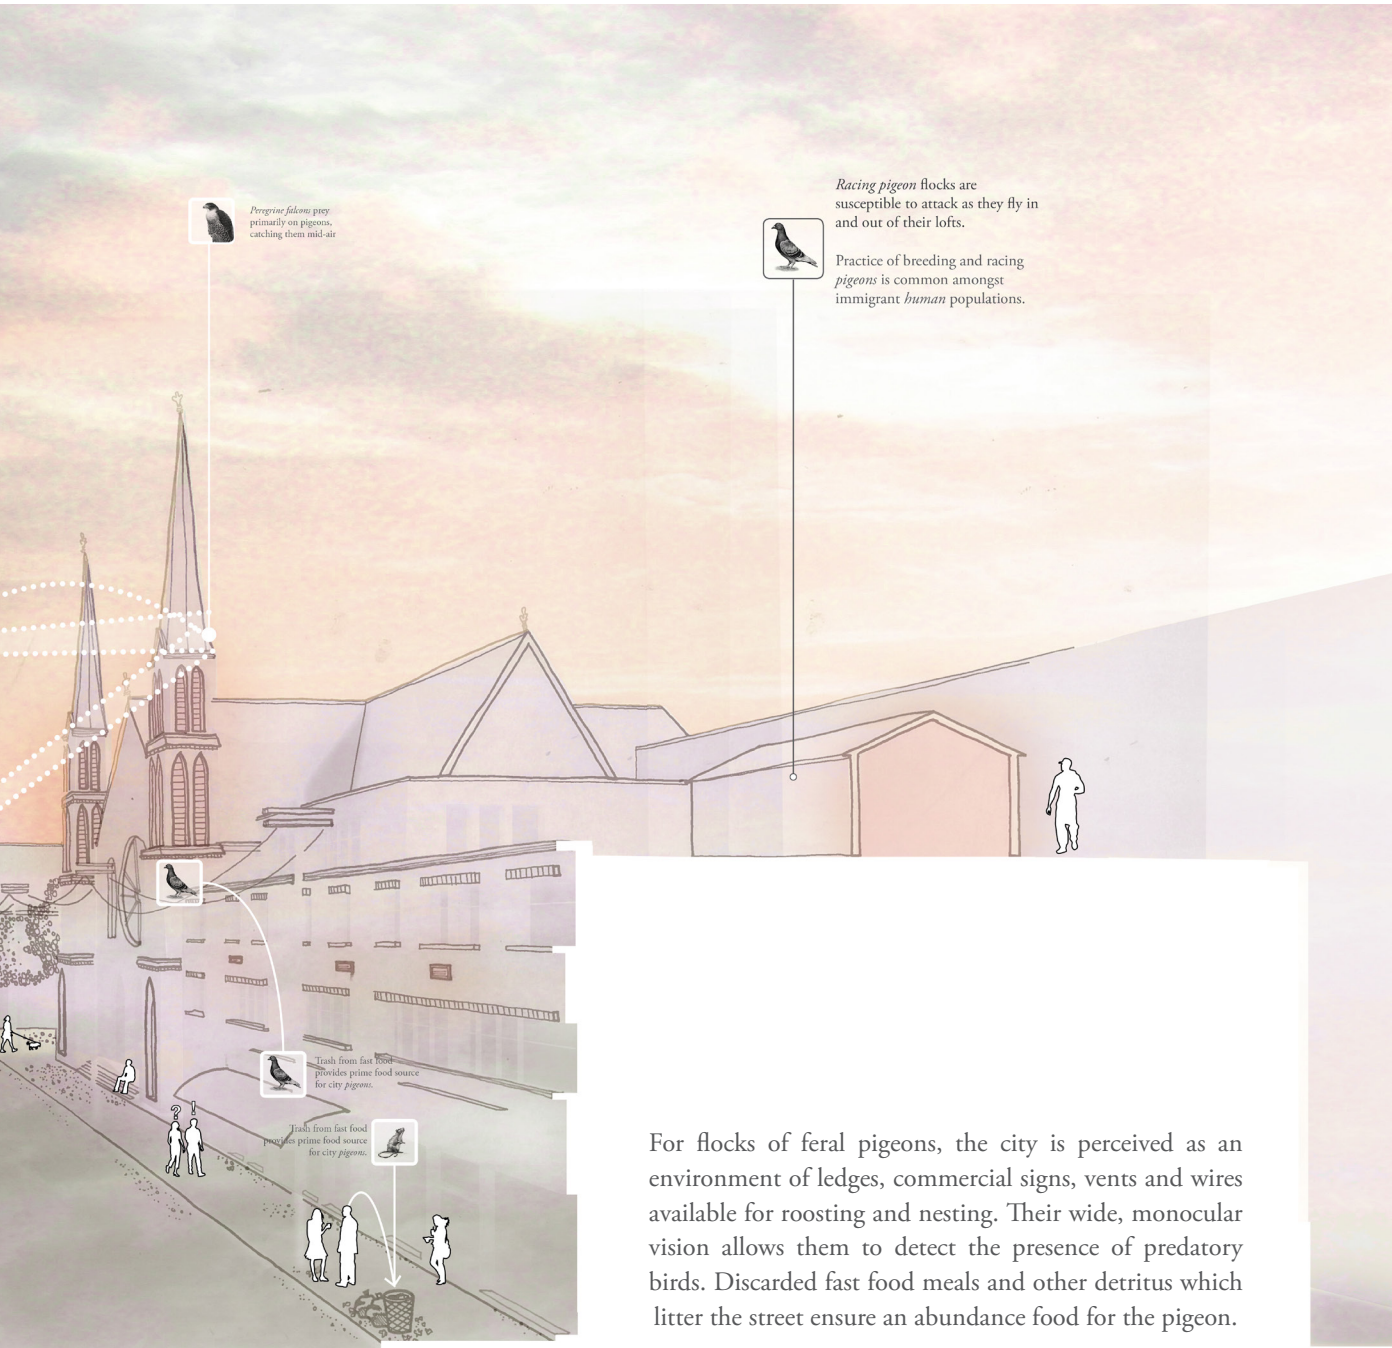 Peregrine falcons prey
primarily on pigeons,
catching them mid-air
Racing pigeon flocks are
susceptible to attack as they fly in
and out of their lofts.
Practice of breeding and racing
pigeons is common amongst
immigrant human populations.
Trash from fast food
provides prime food source
for city pigeons.
? !
Trash from fast food
provides prime food source
for city pigeons.
For flocks of feral pigeons, the city is perceived as an
environment of ledges, commercial signs, vents and wires
available for roosting and nesting. Their wide, monocular
vision allows them to detect the presence of predatory
birds. Discarded fast food meals and other detritus which
litter the street ensure an abundance food for the pigeon.